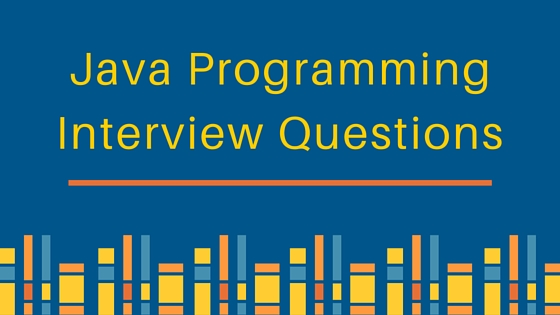 Java Programming
Interview Questions